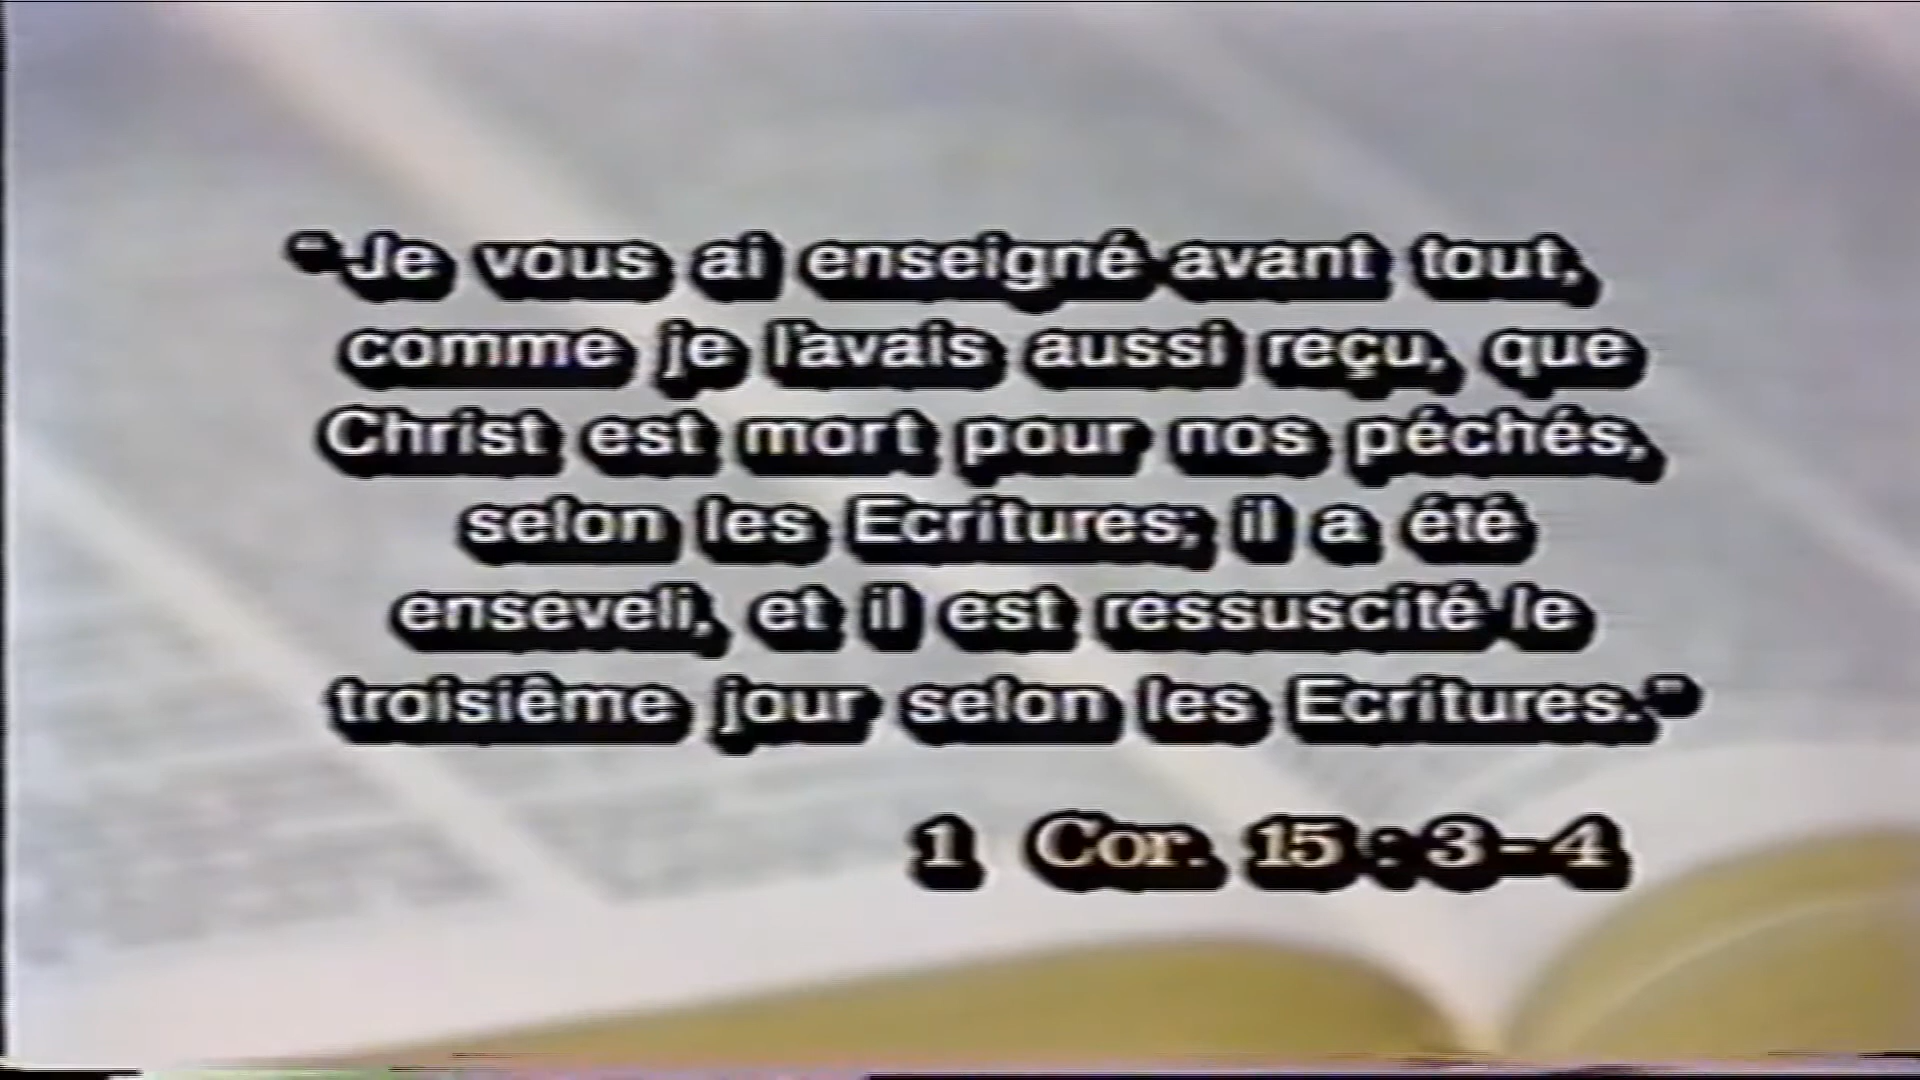 "Je vous ai enseigné avant tout,
comme je l'avais aussi reçu, que
Christ est mort pour nos péchés,
selon les Ecritures; il a été
enseveli, et il est ressuscité le
troisième jour selon les Ecritures."
1 Cor. 15:3-4